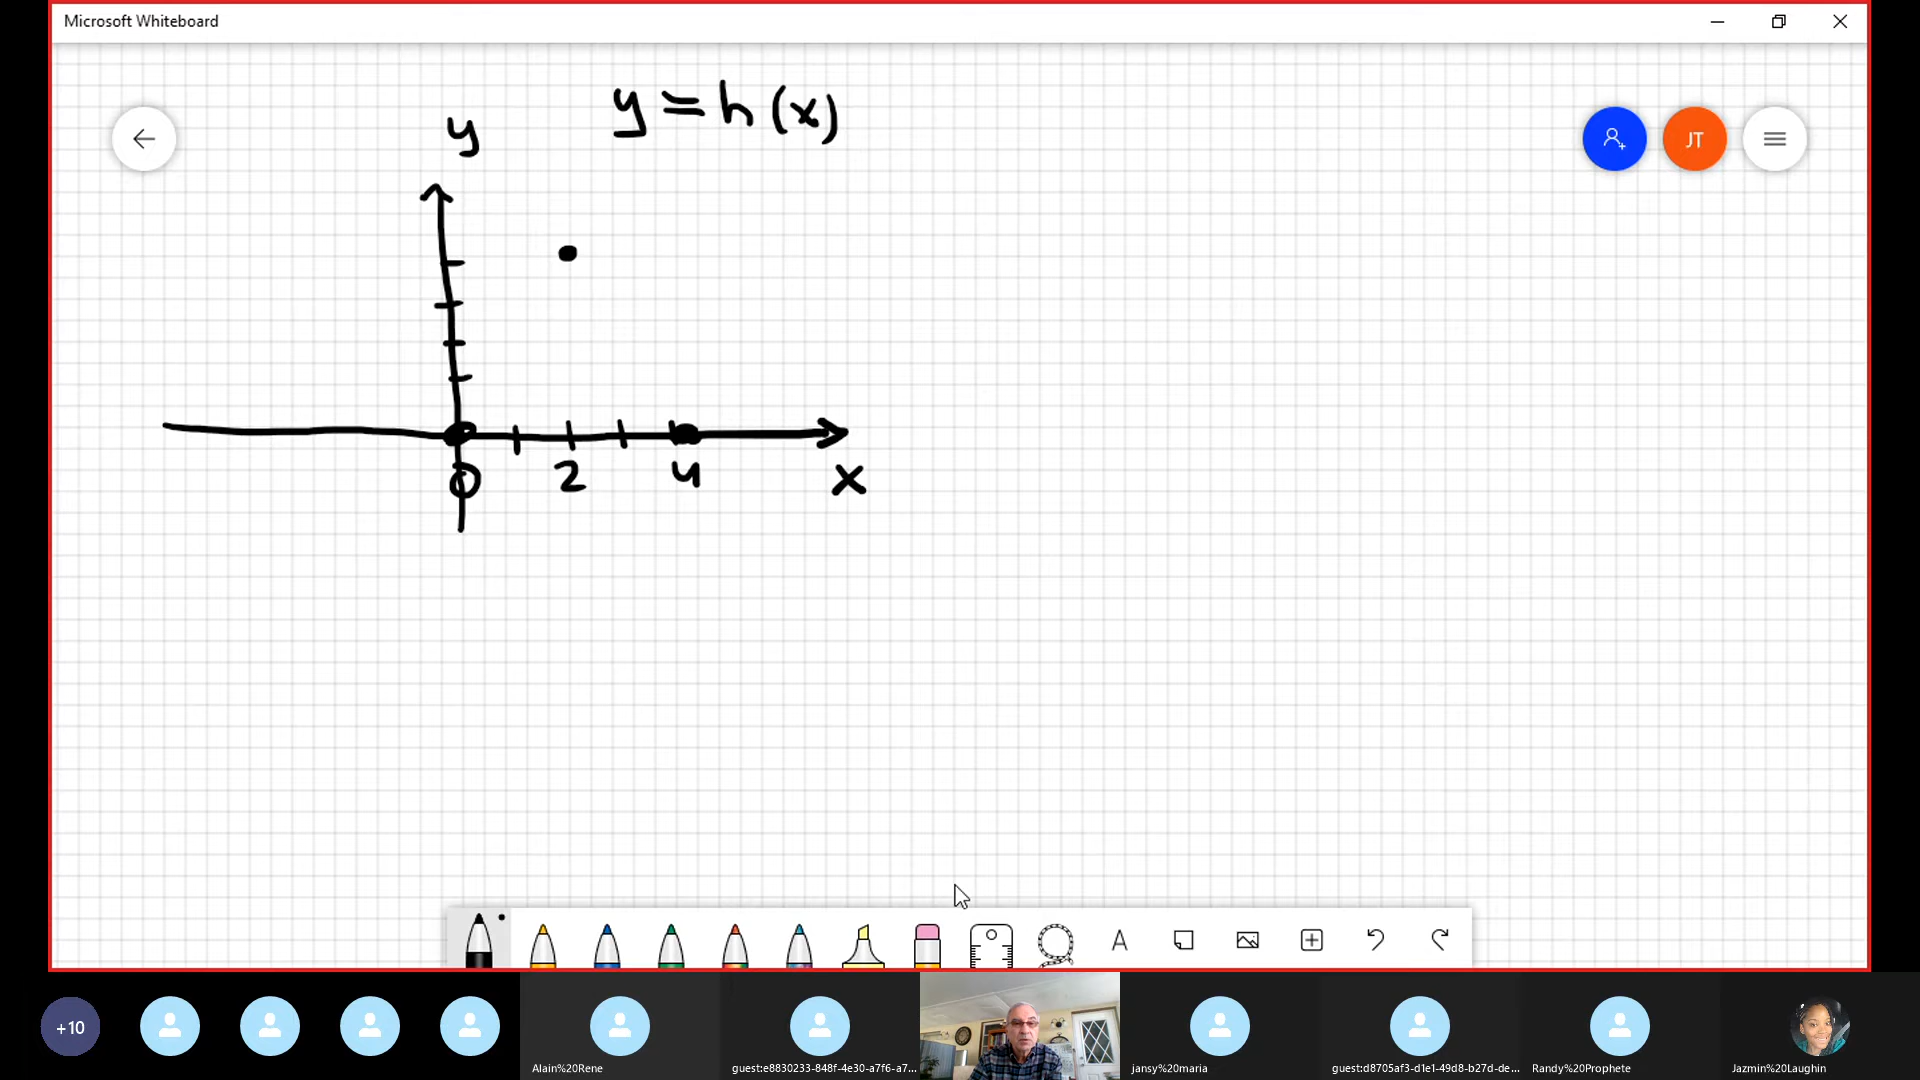 Microsoft Whiteboard
y = h (x)
y
JT
0 2 4 x
A
+10
Alain%20Rene
guest:e8830233-848f-4e30-a7f6-a7...
jansy%20maria
guest:d8705af3-d1e1-49d8-b27d-de...
Randy%20Prophete
Jazmin%20Laughin